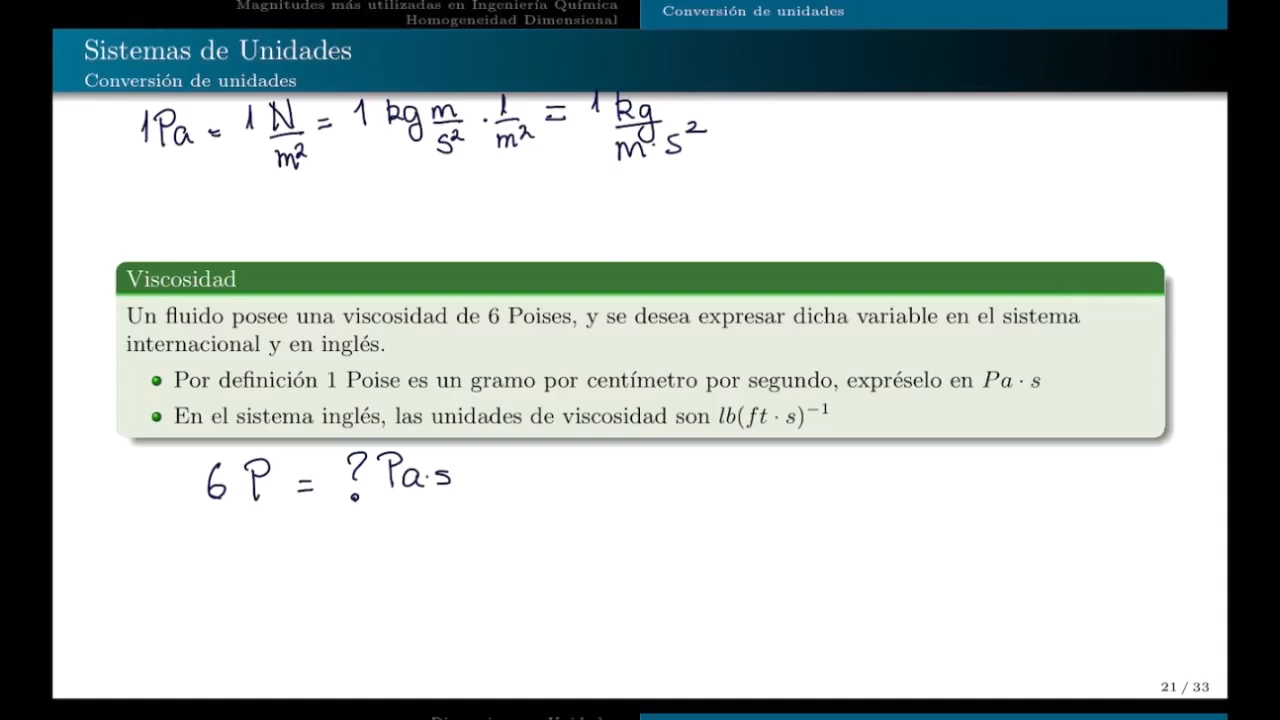 Magnitudes más utilizadas en Ingeniería Química
Homogeneidad Dimensional
Conversión de unidades
Sistemas de Unidades
Conversión de unidades
1Pa = 1 N/m² = 1 kg m/s² · 1/m² = 1 kg/m·s²
Viscosidad
Un fluido posee una viscosidad de 6 Poises, y se desea expresar dicha variable en el sistema
internacional y en inglés.
Por definición 1 Poise es un gramo por centímetro por segundo, expréselo en Pa · s
En el sistema inglés, las unidades de viscosidad son lb(ft · s)⁻¹
6 P = ? Pa·s
21 / 33